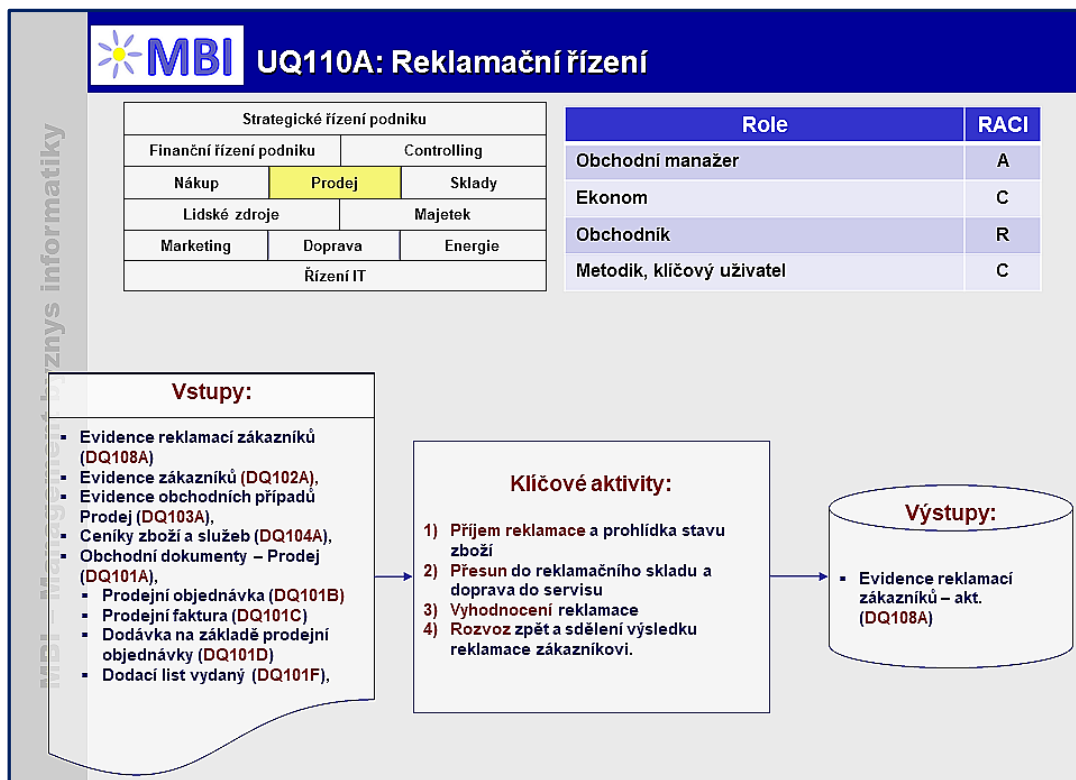 MBI
UQ110A: Reklamační řízení
MBI – Management byznys informatiky
Strategické řízení podniku
Finanční řízení podniku
Controlling
Nákup
Prodej
Sklady
Lidské zdroje
Majetek
Marketing
Doprava
Energie
Řízení IT
Role RACI
Obchodní manažer A
Ekonom C
Obchodník R
Metodik, klíčový uživatel C
Vstupy:
▪ Evidence reklamací zákazníků
(DQ108A)
▪ Evidence zákazníků (DQ102A),
▪ Evidence obchodních případů
Prodej (DQ103A),
▪ Ceníky zboží a služeb (DQ104A),
▪ Obchodní dokumenty – Prodej
(DQ101A),
▪ Prodejní objednávka (DQ101B)
▪ Prodejní faktura (DQ101C)
▪ Dodávka na základě prodejní
objednávky (DQ101D)
▪ Dodací list vydaný (DQ101F),
Klíčové aktivity:
1) Příjem reklamace a prohlídka stavu
zboží
2) Přesun do reklamačního skladu a
doprava do servisu
3) Vyhodnocení reklamace
4) Rozvoz zpět a sdělení výsledku
reklamace zákazníkovi.
Výstupy:
▪ Evidence reklamací
zákazníků – akt.
(DQ108A)